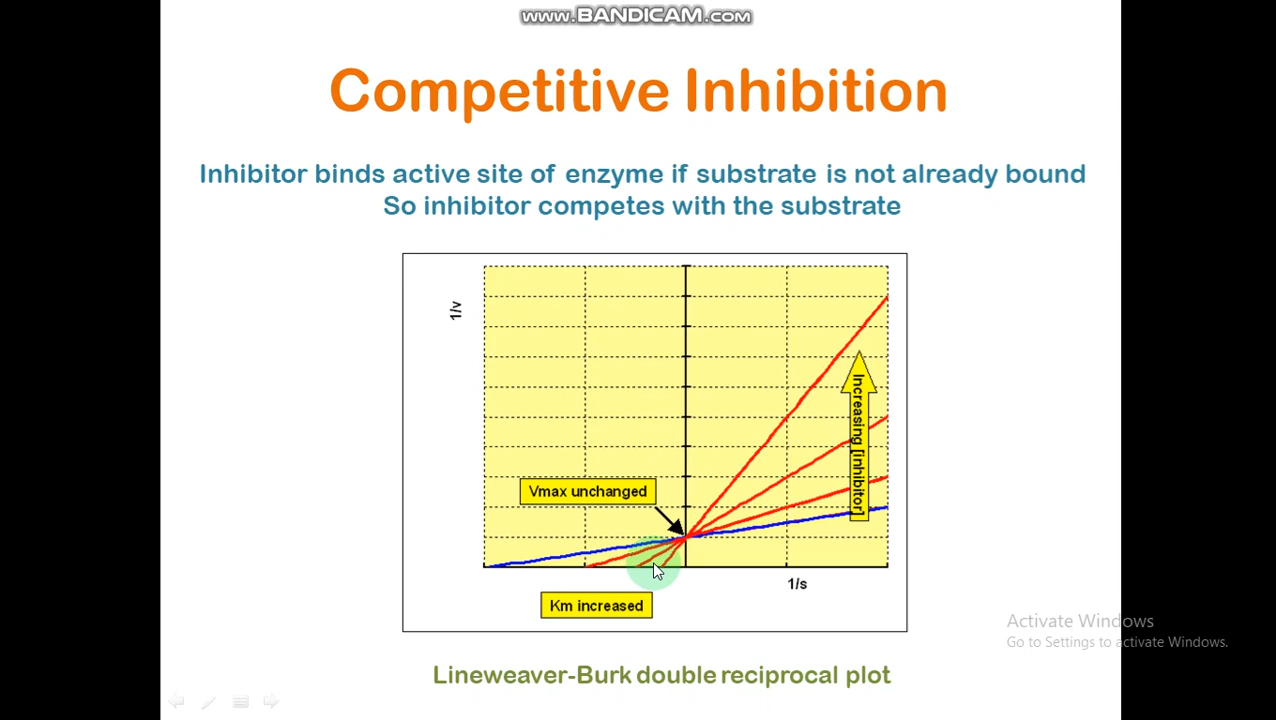 www.BANDICAM.com
Competitive Inhibition
Inhibitor binds active site of enzyme if substrate is not already bound
So inhibitor competes with the substrate
1/v
Increasing [inhibitor]
Vmax unchanged
1/s
Km increased
Activate Windows
Go to Settings to activate Windows.
Lineweaver-Burk double reciprocal plot